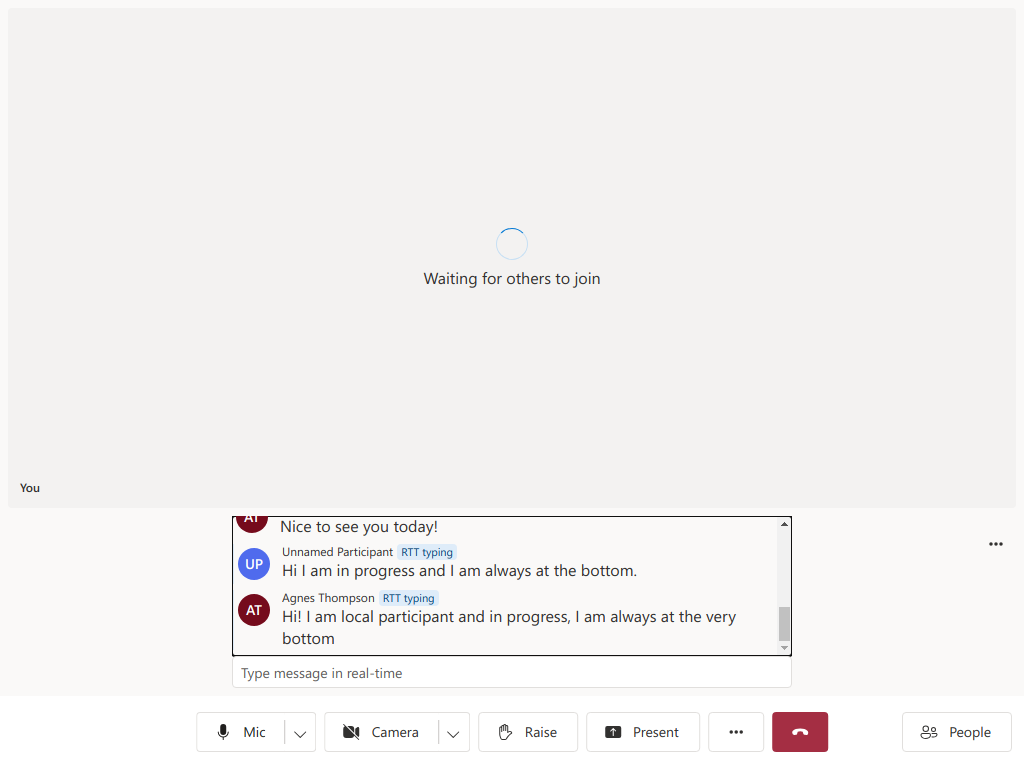 Waiting for others to join
You
AT
Nice to see you today!
Unnamed Participant RTT typing
UP
Hi I am in progress and I am always at the bottom.
Agnes Thompson RTT typing
AT
Hi! I am local participant and in progress, I am always at the very
bottom
Type message in real-time
Mic Camera Raise Present People